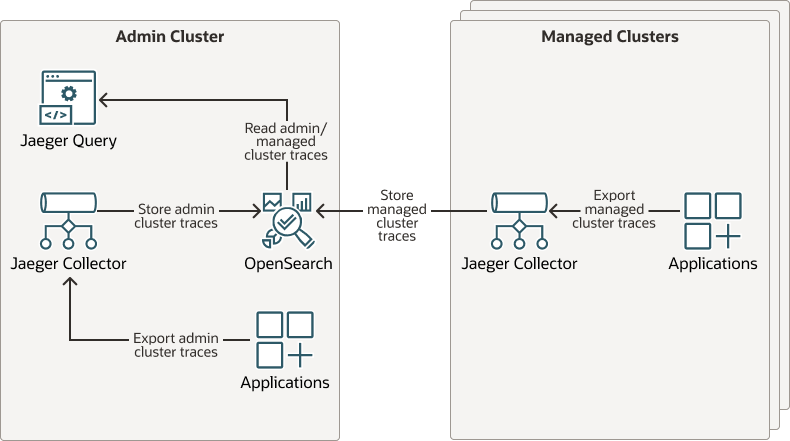 Admin Cluster
Managed Clusters
</>
Jaeger Query
Read admin/
managed
cluster traces
Store admin
cluster traces
Jaeger Collector
OpenSearch
Store
managed
cluster
traces
Export
managed
cluster traces
Jaeger Collector
Applications
Export admin
cluster traces
Applications